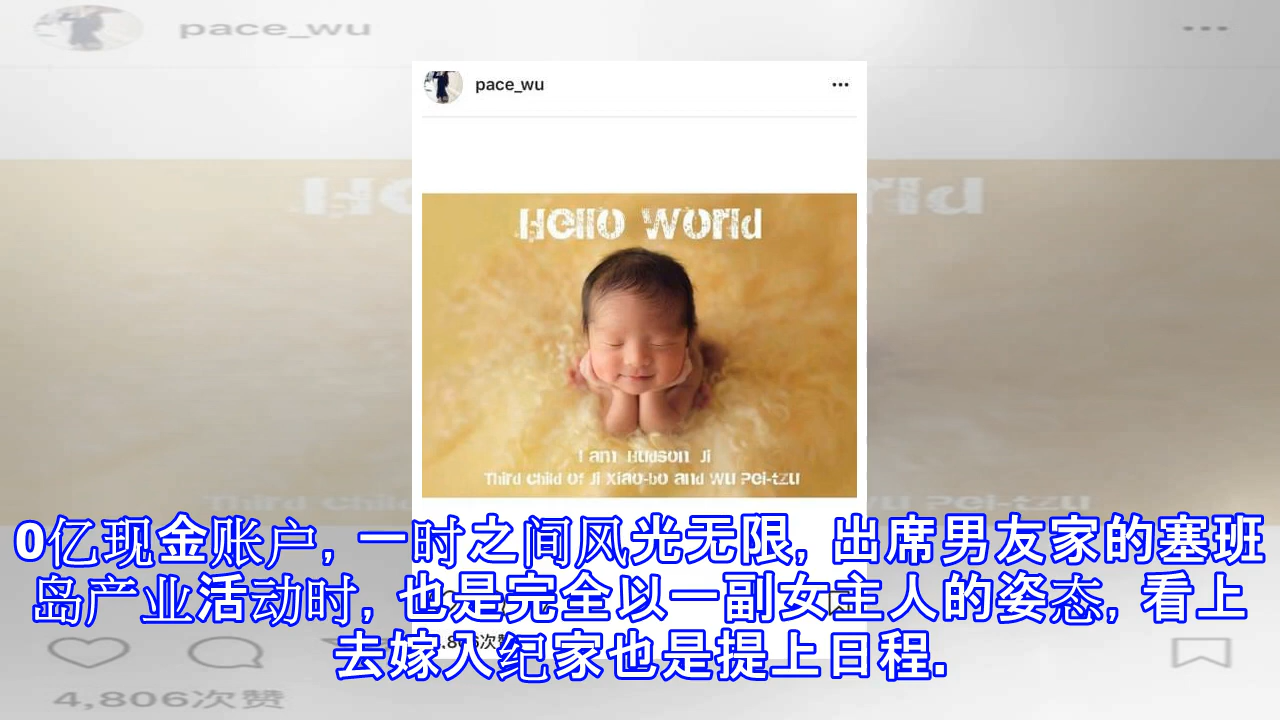 pace_wu
pace_wu
Hello World
I am Hudson Ji
Third child of Ji Xiao-bo and Wu Pei-tzu
0亿现金账户, 一时之间风光无限, 出席男友家的塞班
岛产业活动时, 也是完全以一副女主人的姿态, 看上
去嫁入纪家也是提上日程.
4,806次赞